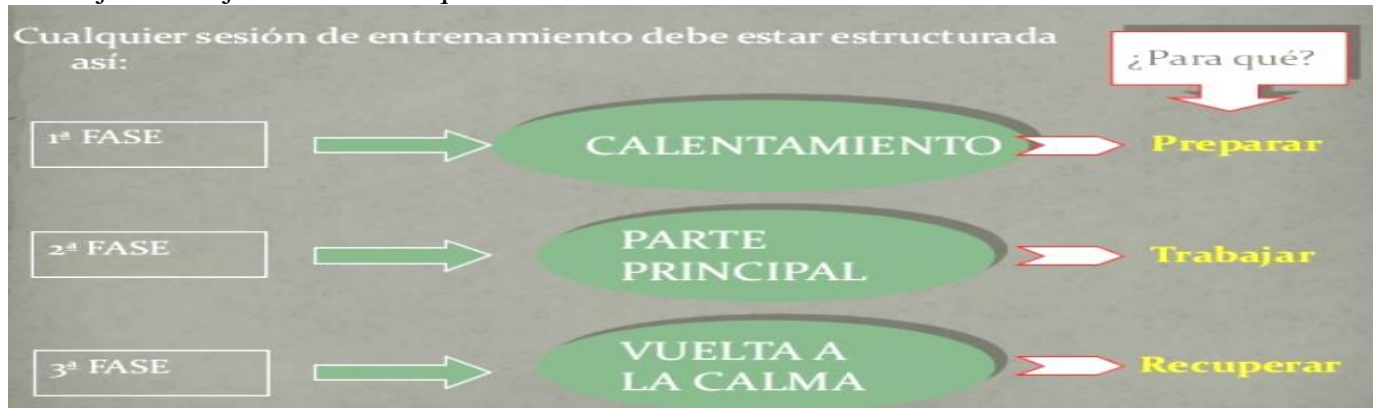 Cualquier sesión de entrenamiento debe estar estructurada
así:
¿Para qué?
1ª FASE
CALENTAMIENTO
Preparar
2ª FASE
PARTE
PRINCIPAL
Trabajar
3ª FASE
VUELTA A
LA CALMA
Recuperar